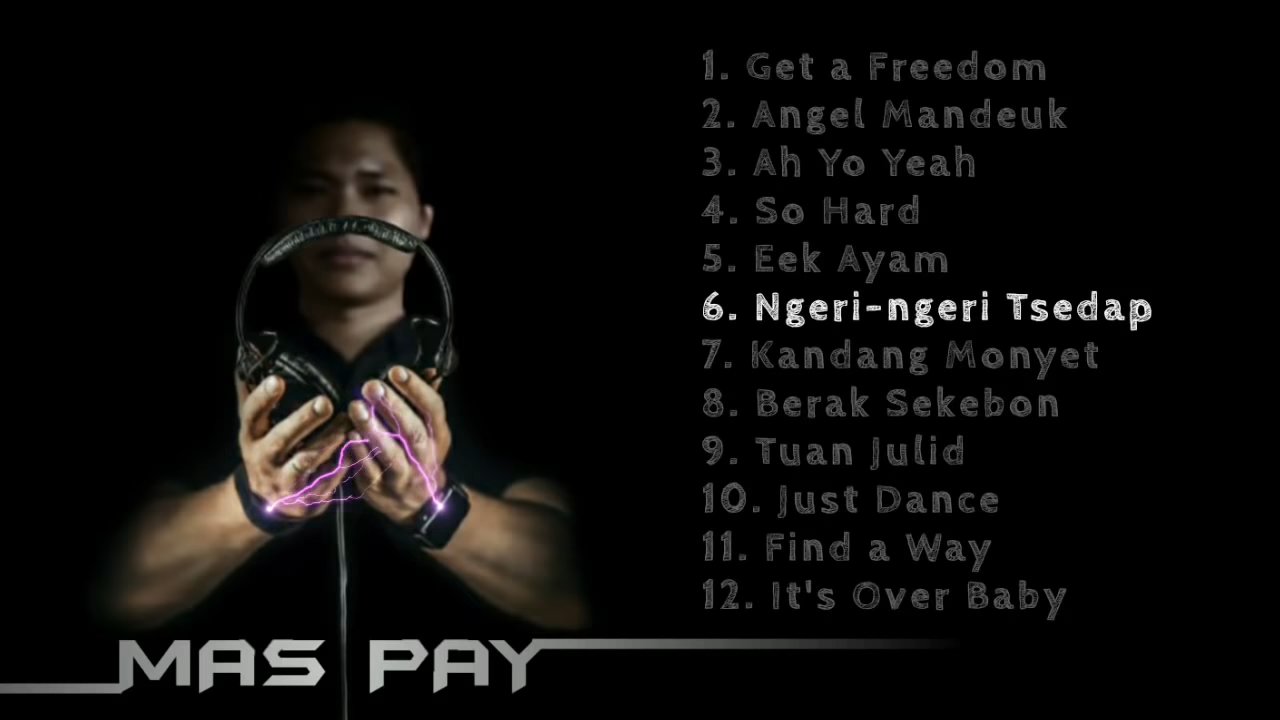 1. Get a Freedom
2. Angel Mandeuk
3. Ah Yo Yeah
4. So Hard
5. Eek Ayam
6. Ngeri-ngeri Tsedap
7. Kandang Monyet
8. Berak Sekebon
9. Tuan Julid
10. Just Dance
11. Find a Way
12. It's Over Baby
MAS PAY